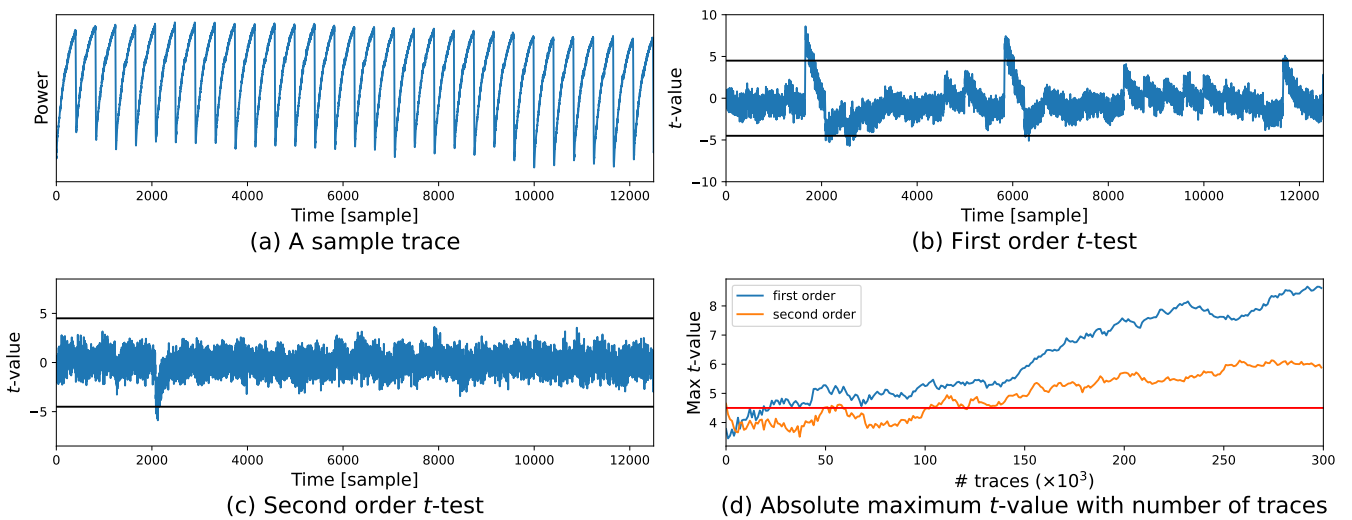 Power
0 2000 4000 6000 8000 10000 12000
Time [sample]
(a) A sample trace
t-value
10
5
0
−5
−10
0 2000 4000 6000 8000 10000 12000
Time [sample]
(b) First order t-test
t-value
5
0
−5
0 2000 4000 6000 8000 10000 12000
Time [sample]
(c) Second order t-test
Max t-value
8
7
6
5
4
first order
second order
0 50 100 150 200 250 300
# traces (×10³)
(d) Absolute maximum t-value with number of traces